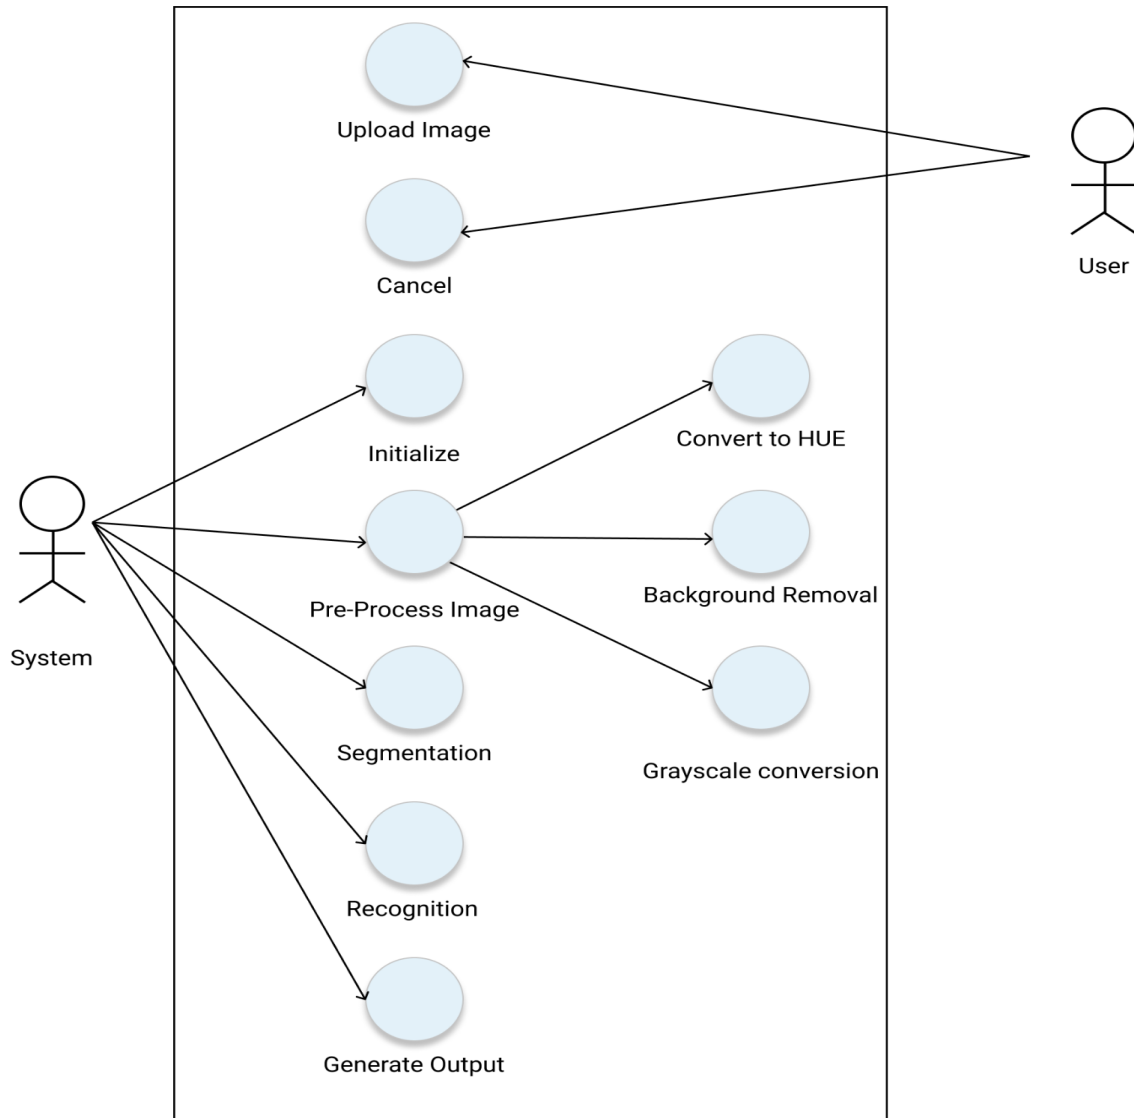 Upload Image
Cancel
User
Initialize
Convert to HUE
Pre-Process Image
Background Removal
System
Segmentation
Grayscale conversion
Recognition
Generate Output